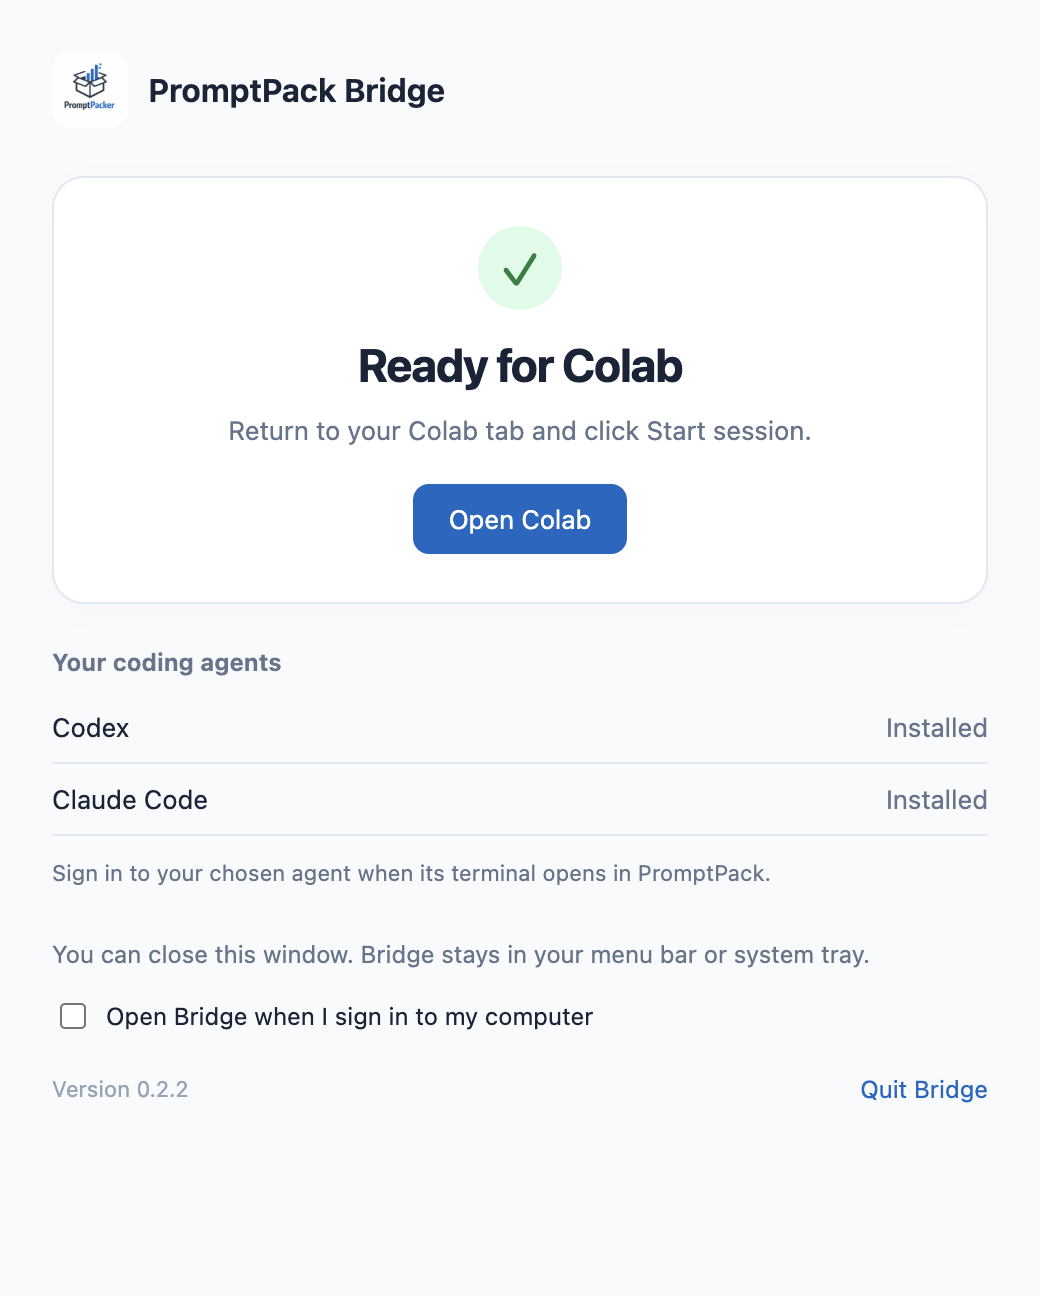 PromptPacker
PromptPack Bridge
Ready for Colab
Return to your Colab tab and click Start session.
Open Colab
Your coding agents
Codex
Installed
Claude Code
Installed
Sign in to your chosen agent when its terminal opens in PromptPack.
You can close this window. Bridge stays in your menu bar or system tray.
Open Bridge when I sign in to my computer
Version 0.2.2
Quit Bridge